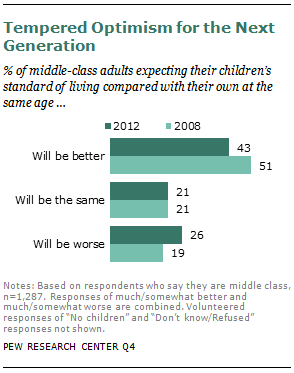 Tempered Optimism for the Next
Generation
% of middle-class adults expecting their children's
standard of living compared with their own at the
same age ...
2012 2008
Will be better 43
51
Will be the same 21
21
Will be worse 26
19
Notes: Based on respondents who say they are middle class,
n=1,287. Responses of much/somewhat better and
much/somewhat worse are combined. Volunteered
responses of "No children" and "Don't know/Refused"
responses not shown.
PEW RESEARCH CENTER Q4